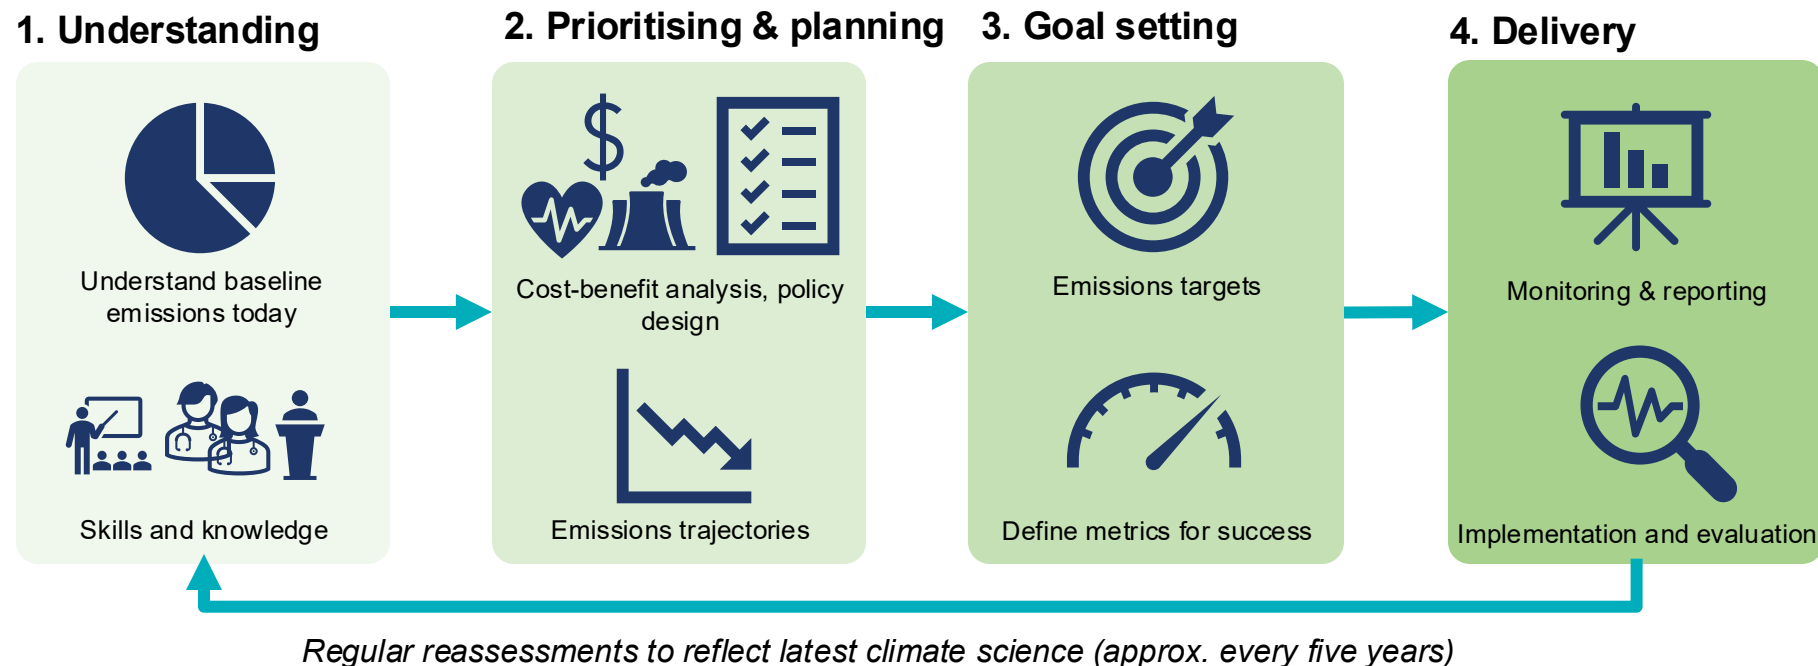 1. Understanding
2. Prioritising & planning
3. Goal setting
4. Delivery
Understand baseline
emissions today
Skills and knowledge
$
Cost-benefit analysis, policy
design
Emissions trajectories
Emissions targets
Define metrics for success
Monitoring & reporting
Implementation and evaluation
Regular reassessments to reflect latest climate science (approx. every five years)